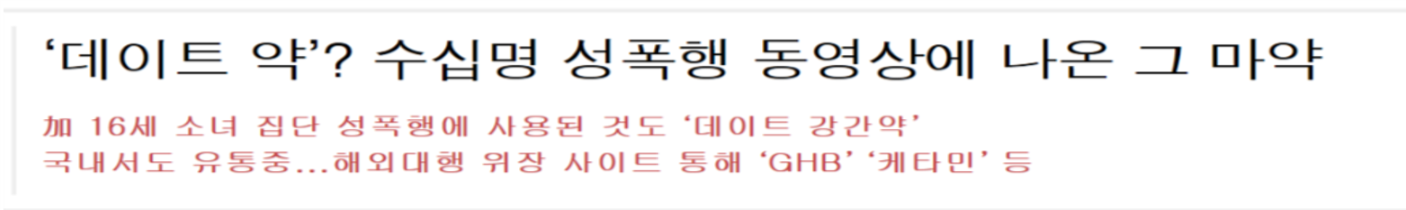 ‘데이트 약’? 수십명 성폭행 동영상에 나온 그 마약
加 16세 소녀 집단 성폭행에 사용된 것도 ‘데이트 강간약’
국내서도 유통중...해외대행 위장 사이트 통해 ‘GHB’ ‘케타민’ 등